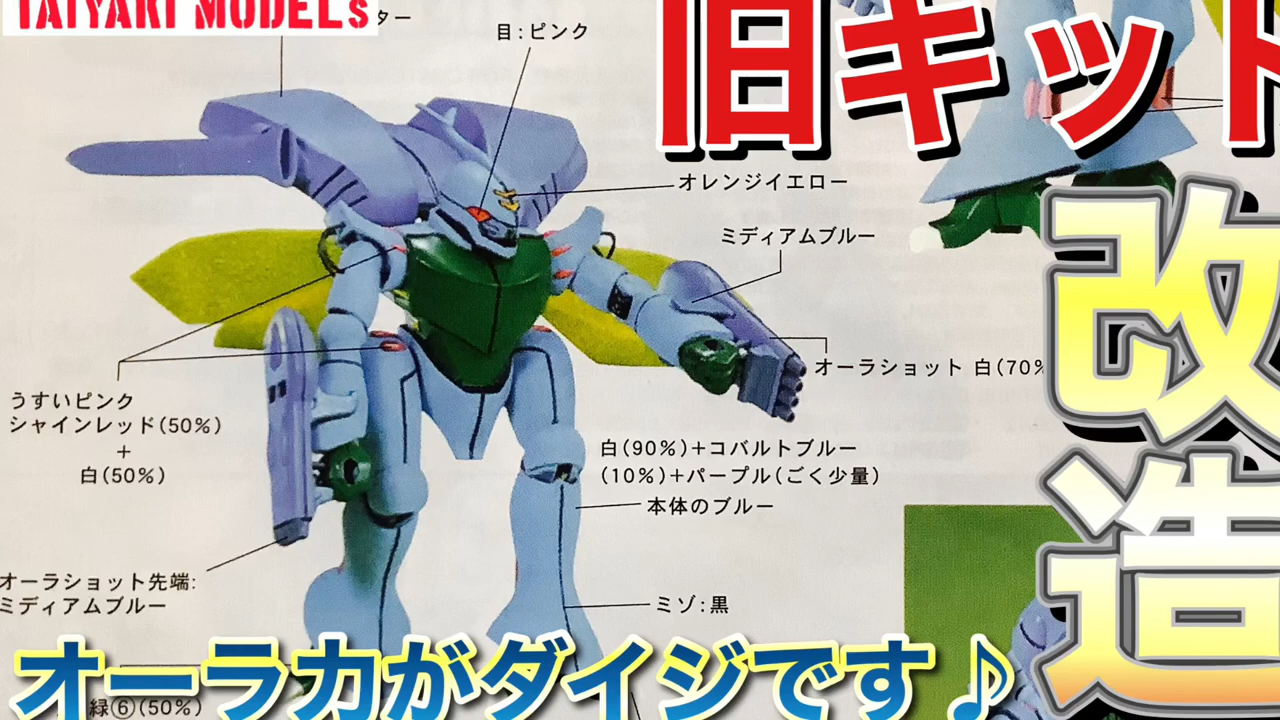 TAIYAKI MODELs
ター
目:ピンク
旧キット
オレンジイエロー
ミディアムブルー
改造
オーラショット 白(70%
うすいピンク
シャインレッド(50%)
+
白(50%)
白(90%)+コバルトブルー
(10%)+パープル(ごく少量)
本体のブルー
オーラショット先端:
ミディアムブルー
ミゾ:黒
オーラ力がダイジです♪
緑⑥(50%)